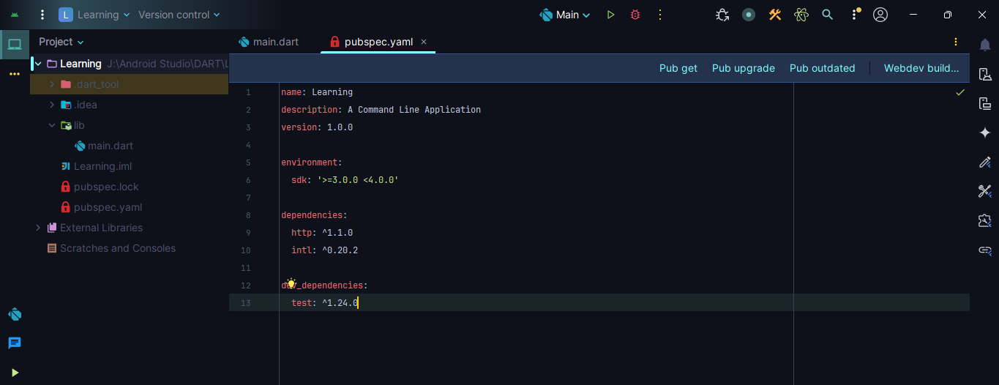 L Learning Version control Main
Project
main.dart pubspec.yaml
Learning J:\Android Studio\DART\L
.dart_tool
.idea
lib
main.dart
Learning.iml
pubspec.lock
pubspec.yaml
External Libraries
Scratches and Consoles
Pub get Pub upgrade Pub outdated Webdev build...
1 name: Learning
2 description: A Command Line Application
3 version: 1.0.0
4
5 environment:
6 sdk: '>=3.0.0 <4.0.0'
7
8 dependencies:
9 http: ^1.1.0
10 intl: ^0.20.2
11
12 dev_dependencies:
13 test: ^1.24.0